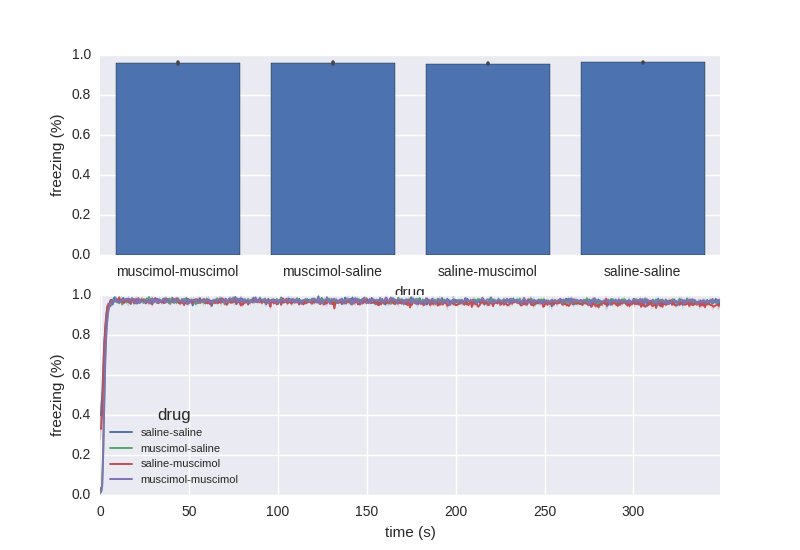 1.0
0.8
0.6
0.4
0.2
0.0
freezing (%)
muscimol-muscimol muscimol-saline saline-muscimol saline-saline
drug
1.0
0.8
0.6
0.4
0.2
0.0
freezing (%)
drug
saline-saline
muscimol-saline
saline-muscimol
muscimol-muscimol
0 50 100 150 200 250 300
time (s)